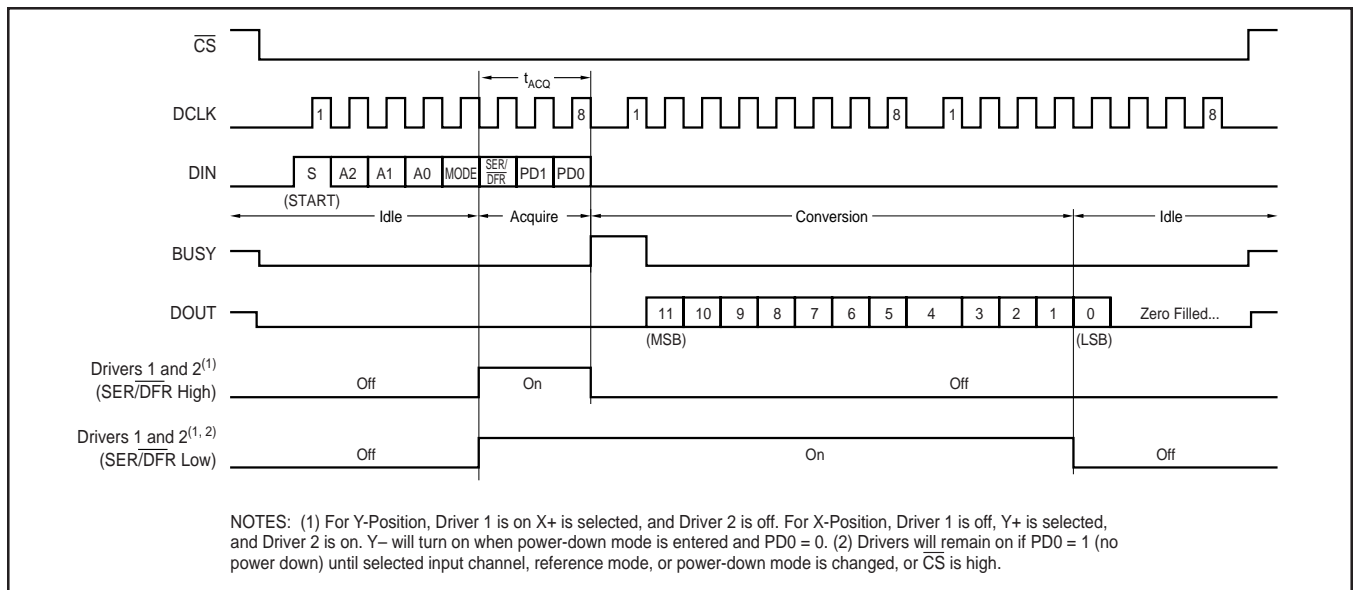 CS
tACQ
DCLK 1 8 1 8 1 8
DIN S A2 A1 A0 MODE SER/DFR PD1 PD0
(START)
Idle Acquire Conversion Idle
BUSY
DOUT 11 10 9 8 7 6 5 4 3 2 1 0 Zero Filled...
(MSB) (LSB)
Drivers 1 and 2(1)
(SER/DFR High)
Off On Off
Drivers 1 and 2(1, 2)
(SER/DFR Low)
Off On Off
NOTES: (1) For Y-Position, Driver 1 is on X+ is selected, and Driver 2 is off. For X-Position, Driver 1 is off, Y+ is selected,
and Driver 2 is on. Y– will turn on when power-down mode is entered and PD0 = 0. (2) Drivers will remain on if PD0 = 1 (no
power down) until selected input channel, reference mode, or power-down mode is changed, or CS is high.